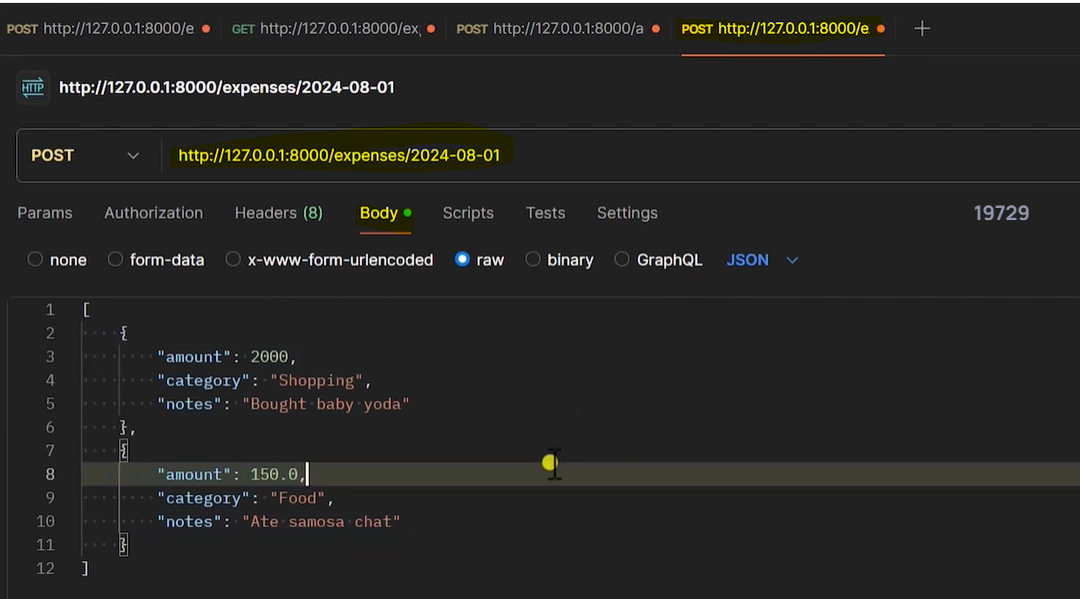 POST http://127.0.0.1:8000/e GET http://127.0.0.1:8000/ex, POST http://127.0.0.1:8000/a POST http://127.0.0.1:8000/e +
HTTP http://127.0.0.1:8000/expenses/2024-08-01
POST http://127.0.0.1:8000/expenses/2024-08-01
Params Authorization Headers (8) Body Scripts Tests Settings 19729
none form-data x-www-form-urlencoded raw binary GraphQL JSON
1 [
2 {
3 "amount": 2000,
4 "category": "Shopping",
5 "notes": "Bought baby yoda"
6 },
7 {
8 "amount": 150.0,
9 "category": "Food",
10 "notes": "Ate samosa chat"
11 }
12 ]